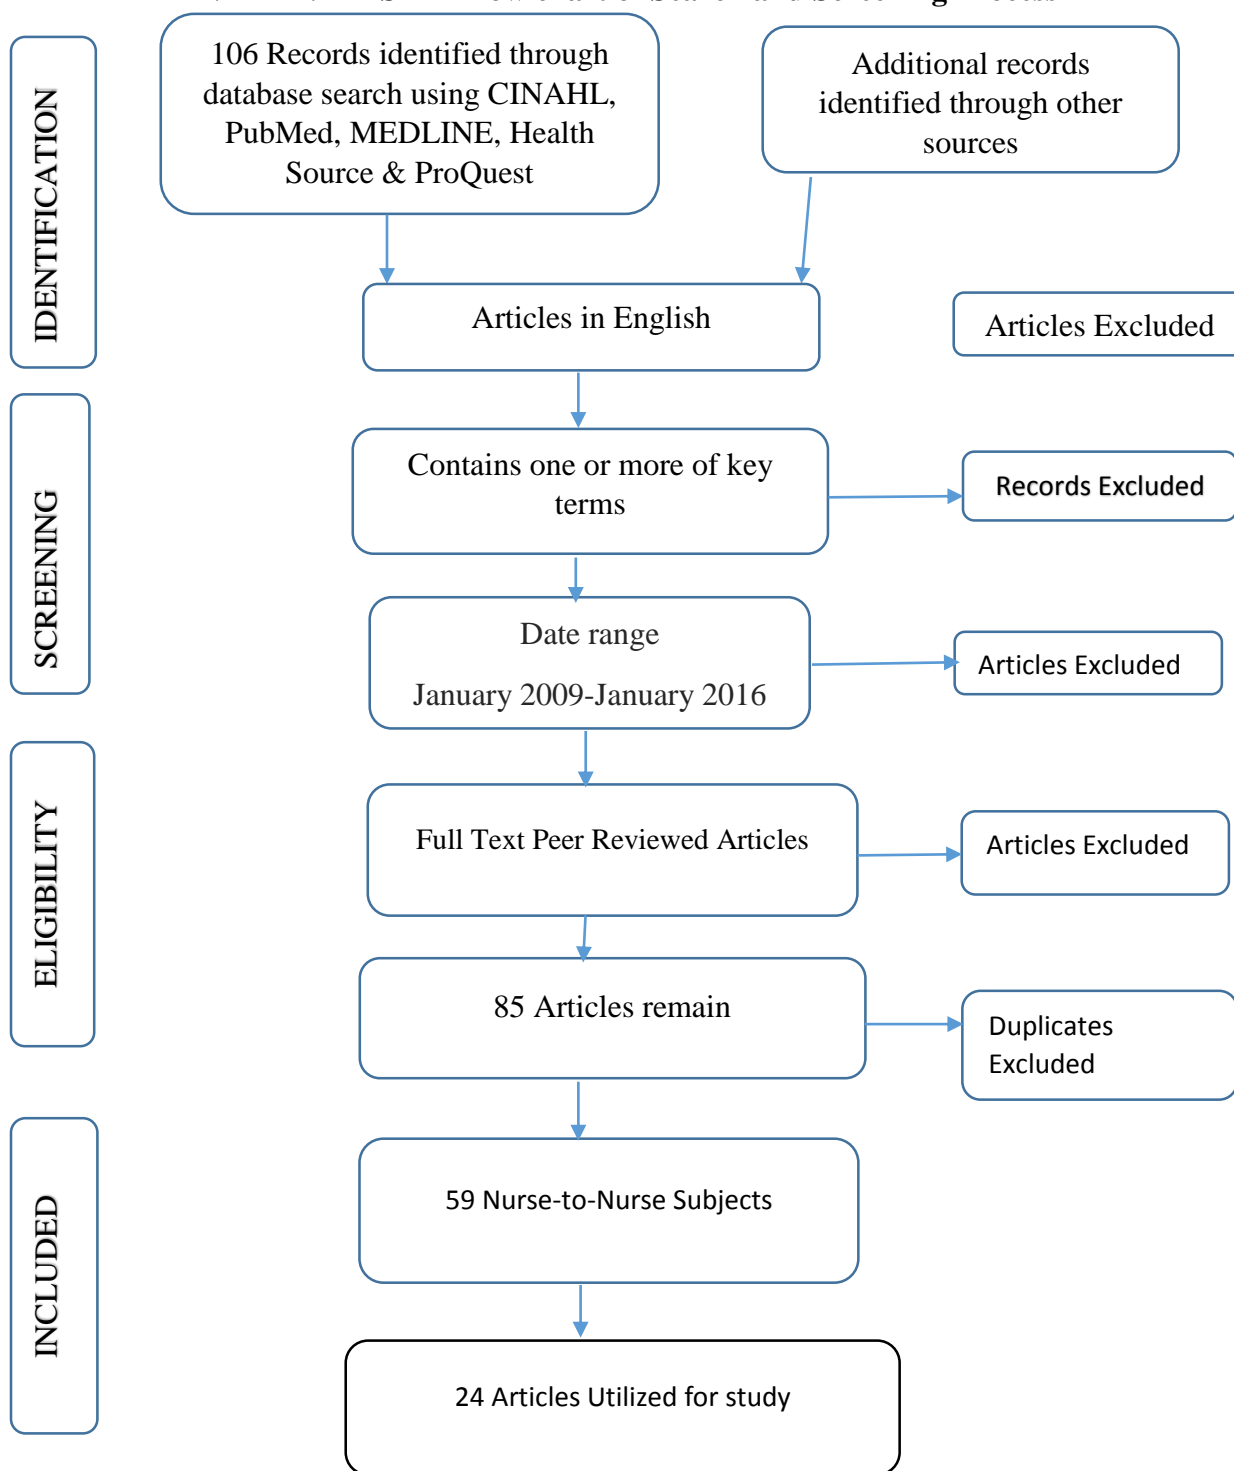 106 Records identified through
database search using CINAHL,
PubMed, MEDLINE, Health
Source & ProQuest
Additional records
identified through other
sources
IDENTIFICATION
Articles in English
Articles Excluded
SCREENING
Contains one or more of key
terms
Records Excluded
Date range
January 2009-January 2016
Articles Excluded
ELIGIBILITY
Full Text Peer Reviewed Articles
Articles Excluded
85 Articles remain
Duplicates
Excluded
INCLUDED
59 Nurse-to-Nurse Subjects
24 Articles Utilized for study